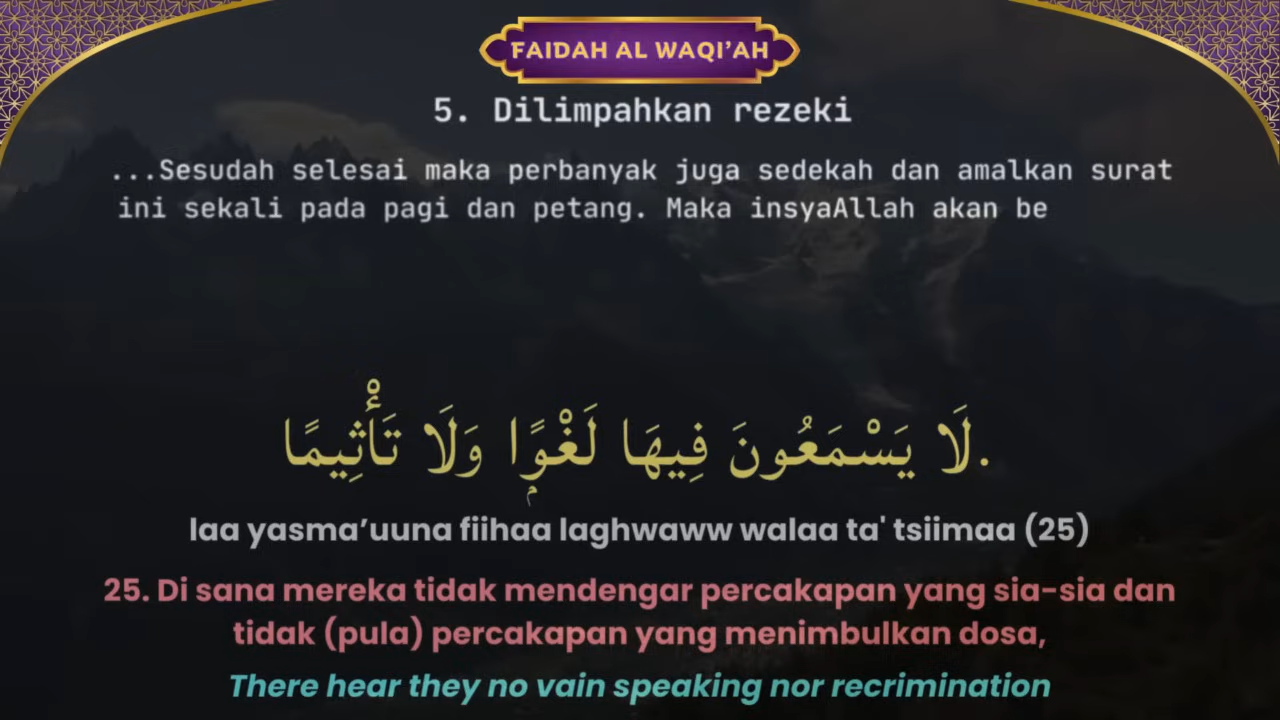 FAIDAH AL WAQI'AH
5. Dilimpahkan rezeki
...Sesudah selesai maka perbanyak juga sedekah dan amalkan surat
ini sekali pada pagi dan petang. Maka insyaAllah akan be
لَا يَسْمَعُونَ فِيهَا لَغْوًۭا وَلَا تَأْثِيمًا.
laa yasma’uuna fiihaa laghwaww walaa ta' tsiimaa (25)
25. Di sana mereka tidak mendengar percakapan yang sia-sia dan
tidak (pula) percakapan yang menimbulkan dosa,
There hear they no vain speaking nor recrimination